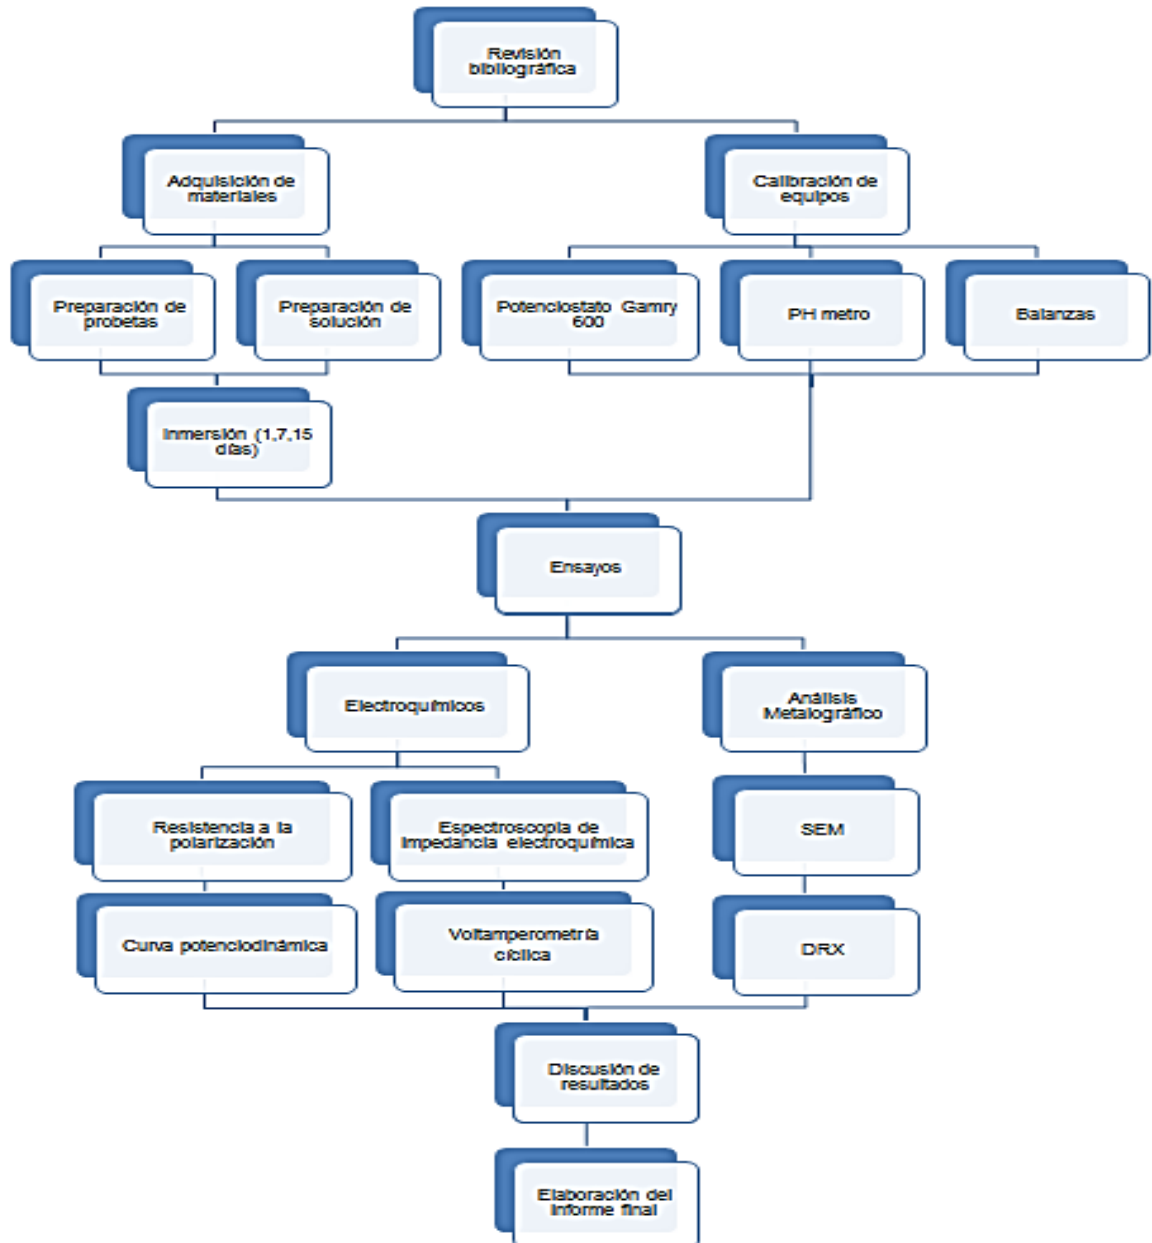 Revisión
bibliográfica
Adquisición de
materiales
Calibración de
equipos
Preparación de
probetas
Preparación de
solución
Potenciostato Gamry
600
PH metro
Balanzas
Inmersión (1,7,15
días)
Ensayos
Electroquímicos
Análisis
Metalográfico
Resistencia a la
polarización
Espectroscopia de
impedancia electroquímica
SEM
Curva potenciodinámica
Voltamperometría
cíclica
DRX
Discusión de
resultados
Elaboración del
informe final